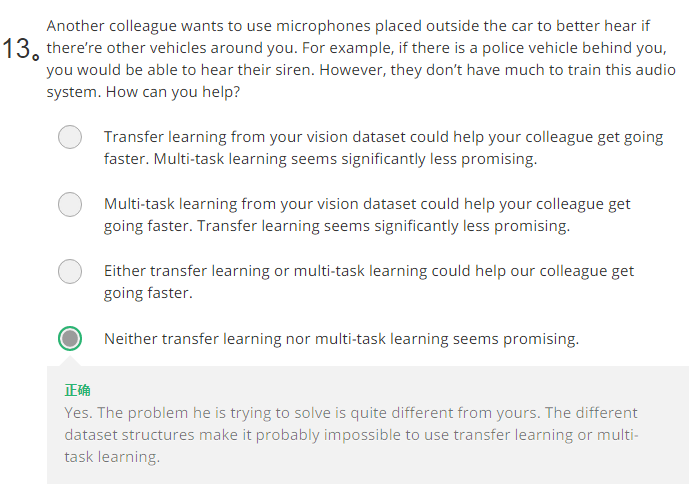 Another colleague wants to use microphones placed outside the car to better hear if
13。 there’re other vehicles around you. For example, if there is a police vehicle behind you,
you would be able to hear their siren. However, they don’t have much to train this audio
system. How can you help?
Transfer learning from your vision dataset could help your colleague get going
faster. Multi-task learning seems significantly less promising.
Multi-task learning from your vision dataset could help your colleague get
going faster. Transfer learning seems significantly less promising.
Either transfer learning or multi-task learning could help our colleague get
going faster.
Neither transfer learning nor multi-task learning seems promising.
正确
Yes. The problem he is trying to solve is quite different from yours. The different
dataset structures make it probably impossible to use transfer learning or multi-
task learning.